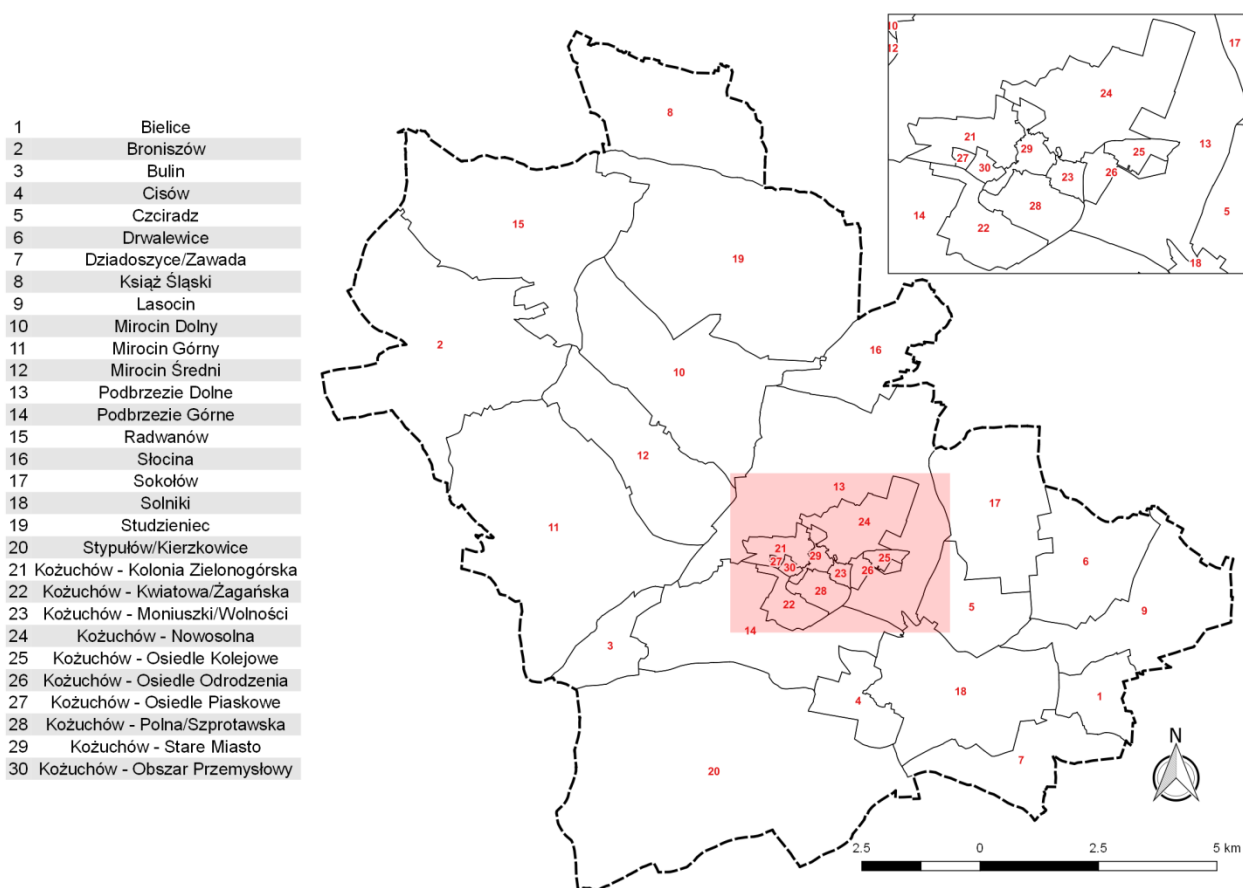 1 Bielice
2 Broniszów
3 Bulin
4 Cisów
5 Czciradz
6 Drwalewice
7 Dziadoszyce/Zawada
8 Książ Śląski
9 Lasocin
10 Mirocin Dolny
11 Mirocin Górny
12 Mirocin Średni
13 Podbrzezie Dolne
14 Podbrzezie Górne
15 Radwanów
16 Słocina
17 Sokołów
18 Solniki
19 Studzieniec
20 Stypułów/Kierzkowice
21 Kożuchów - Kolonia Zielonogórska
22 Kożuchów - Kwiatowa/Żagańska
23 Kożuchów - Moniuszki/Wolności
24 Kożuchów - Nowosolna
25 Kożuchów - Osiedle Kolejowe
26 Kożuchów - Osiedle Odrodzenia
27 Kożuchów - Osiedle Piaskowe
28 Kożuchów - Polna/Szprotawska
29 Kożuchów - Stare Miasto
30 Kożuchów - Obszar Przemysłowy
8
15
19
2
16
10
12
11
13
17
24
21
29
27
30
23
26
25
28
22
14
5
6
9
3
4
18
1
7
20
10
12
17
24
21
29
27
30
23
26
25
13
28
22
14
5
18
N
2.5 0 2.5 5 km